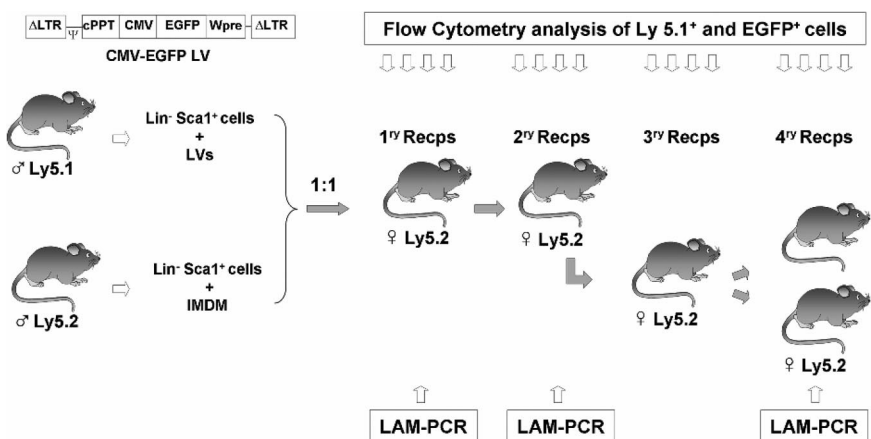 ΔLTR Ψ cPPT CMV EGFP Wpre ΔLTR
CMV-EGFP LV
Flow Cytometry analysis of Ly 5.1⁺ and EGFP⁺ cells
♂ Ly5.1
Lin⁻ Sca1⁺ cells
+
LVs
♂ Ly5.2
Lin⁻ Sca1⁺ cells
+
IMDM
1:1
1ʳʸ Recps
♀ Ly5.2
2ʳʸ Recps
♀ Ly5.2
3ʳʸ Recps
♀ Ly5.2
4ʳʸ Recps
♀ Ly5.2
LAM-PCR
LAM-PCR
LAM-PCR